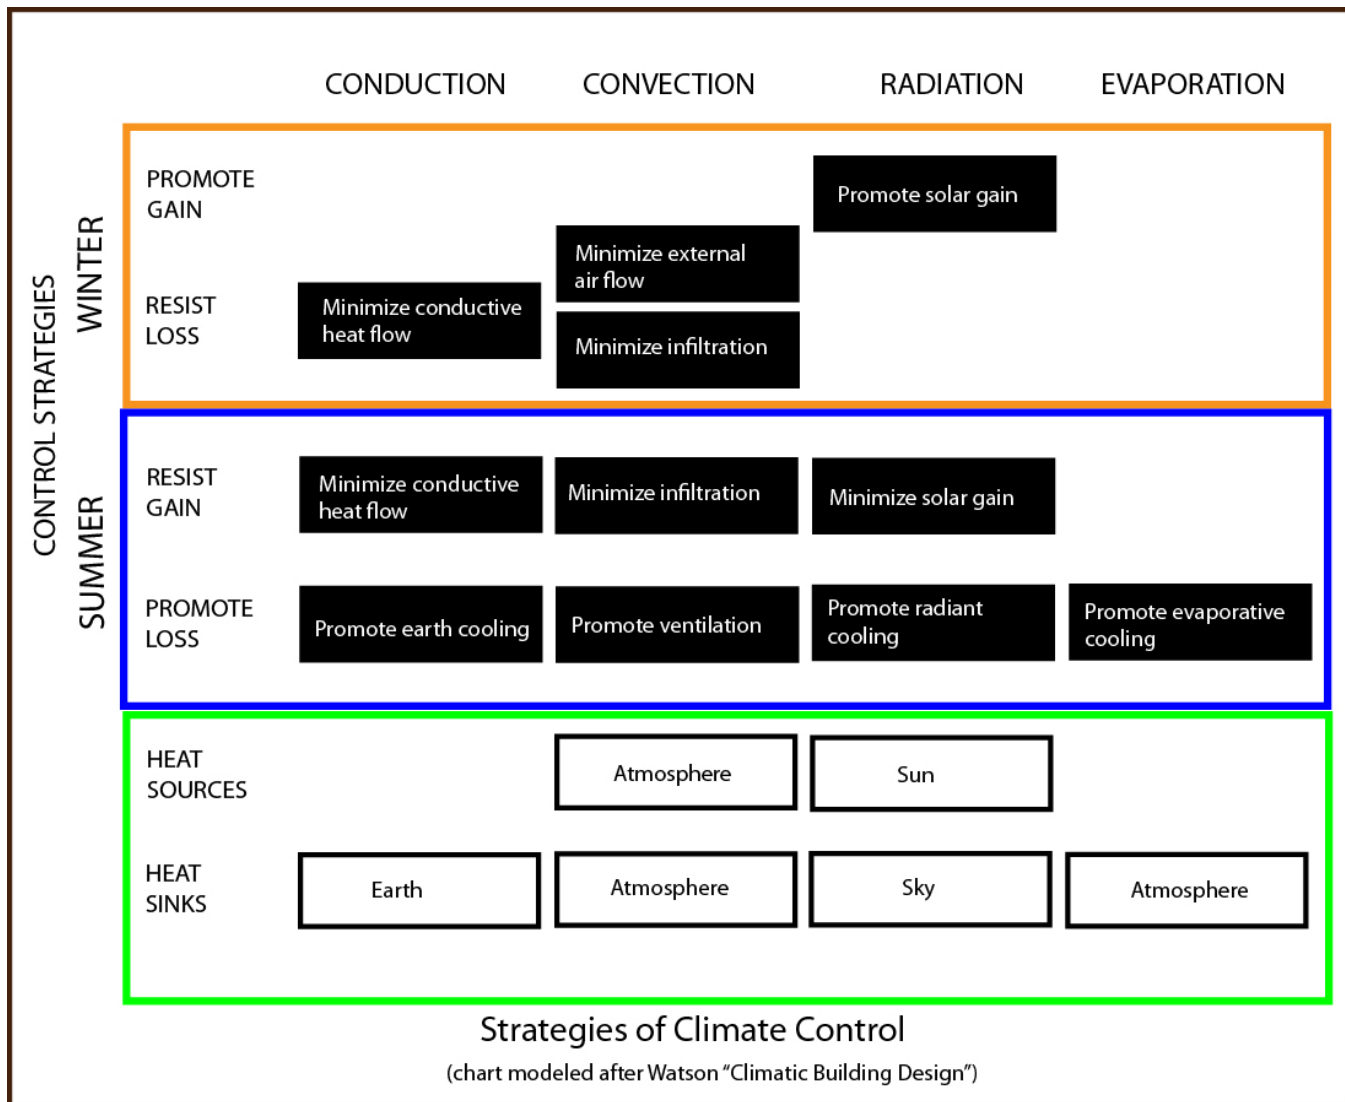 CONDUCTION CONVECTION RADIATION EVAPORATION
CONTROL STRATEGIES
WINTER
PROMOTE
GAIN
Promote solar gain
RESIST
LOSS
Minimize conductive
heat flow
Minimize external
air flow
Minimize infiltration
SUMMER
RESIST
GAIN
Minimize conductive
heat flow
Minimize infiltration
Minimize solar gain
PROMOTE
LOSS
Promote earth cooling
Promote ventilation
Promote radiant
cooling
Promote evaporative
cooling
HEAT
SOURCES
Atmosphere
Sun
HEAT
SINKS
Earth
Atmosphere
Sky
Atmosphere
Strategies of Climate Control
(chart modeled after Watson “Climatic Building Design”)